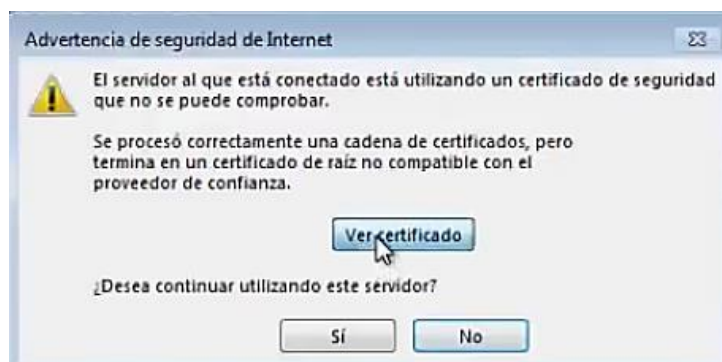 Advertencia de seguridad de Internet
El servidor al que está conectado está utilizando un certificado de seguridad
que no se puede comprobar.
Se procesó correctamente una cadena de certificados, pero
termina en un certificado de raíz no compatible con el
proveedor de confianza.
Ver certificado
¿Desea continuar utilizando este servidor?
Sí
No